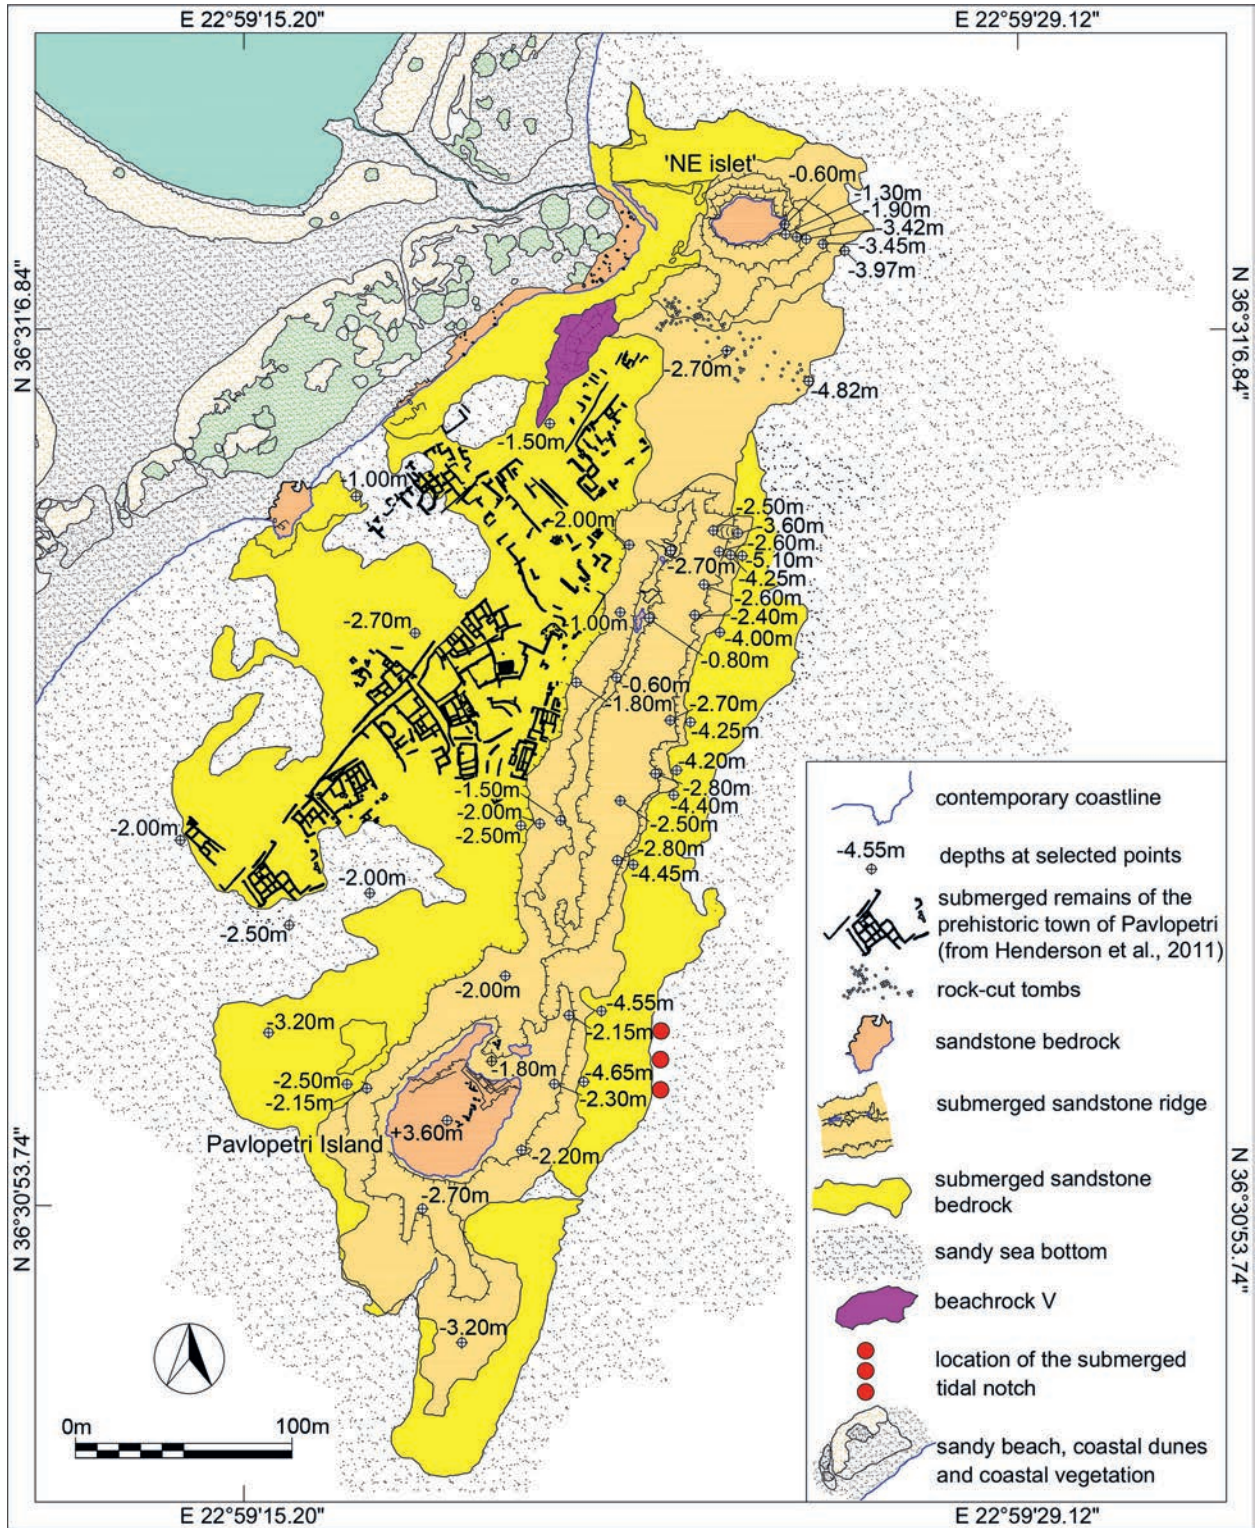 E 22°59'15.20"
E 22°59'29.12"
'NE islet'
-0.60m
-1.30m
-1.90m
-3.42m
-3.45m
-3.97m
N 36°31'6.84"
N 36°31'6.84"
-2.70m
-4.82m
-1.50m
-1.00m
-2.00m
-2.50m
-3.60m
-2.60m
-5.10m
-2.70m
-4.25m
-2.60m
-2.40m
-1.00m
-4.00m
-2.70m
-0.80m
-0.60m
-1.80m
-2.70m
-4.25m
-4.20m
-2.80m
-4.40m
-1.50m
-2.00m
-2.50m
-2.50m
-2.80m
-4.45m
-2.00m
-2.00m
-2.50m
-2.00m
-4.55m
-2.15m
-3.20m
-1.80m
-4.65m
-2.30m
-2.50m
-2.15m
Pavlopetri Island
+3.60m
-2.20m
-2.70m
-3.20m
N 36°30'53.74"
N 36°30'53.74"
0m
100m
contemporary coastline
-4.55m
depths at selected points
submerged remains of the
prehistoric town of Pavlopetri
(from Henderson et al., 2011)
rock-cut tombs
sandstone bedrock
submerged sandstone ridge
submerged sandstone
bedrock
sandy sea bottom
beachrock V
location of the submerged
tidal notch
sandy beach, coastal dunes
and coastal vegetation
E 22°59'15.20"
E 22°59'29.12"